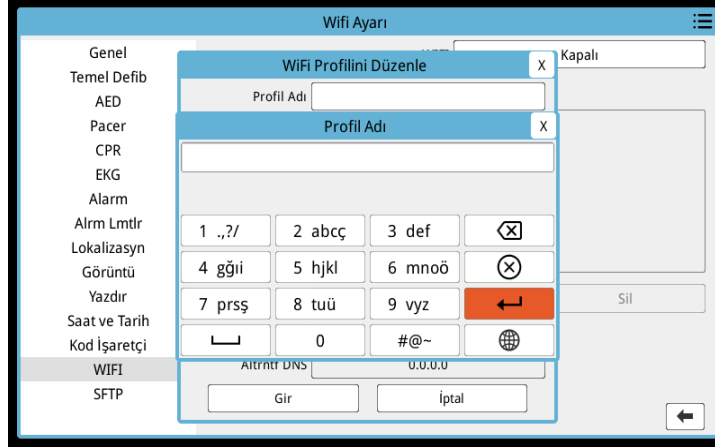 Wifi Ayarı
Genel
Temel Defib
AED
Pacer
CPR
EKG
Alarm
Alrm Lmtlr
Lokalizasyn
Görüntü
Yazdır
Saat ve Tarih
Kod İşaretçi
WIFI
SFTP
Kapalı
WiFi Profilini Düzenle
X
Profil Adı
Profil Adı
X
1 .,?/
2 abcç
3 def
4 gğıi
5 hjkl
6 mnoö
7 prsş
8 tuü
9 vyz
0
#@~
Sil
Altrntf DNS
0.0.0.0
Gir
İptal